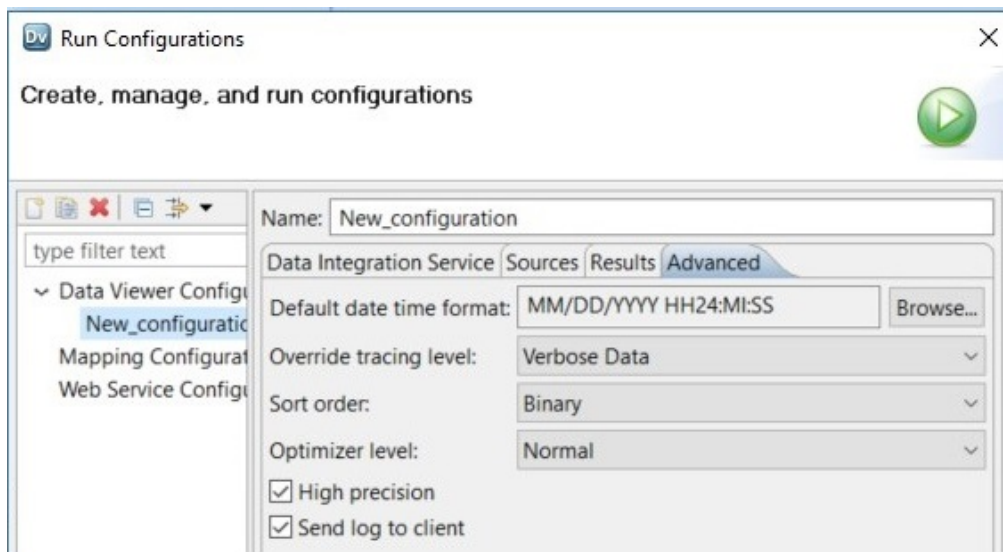 Dv Run Configurations
Create, manage, and run configurations
Name: New_configuration
type filter text
Data Integration Service Sources Results Advanced
Data Viewer Configu
New_configuratic
Mapping Configurat
Web Service Configu
Default date time format: MM/DD/YYYY HH24:MI:SS Browse...
Override tracing level: Verbose Data
Sort order: Binary
Optimizer level: Normal
High precision
Send log to client